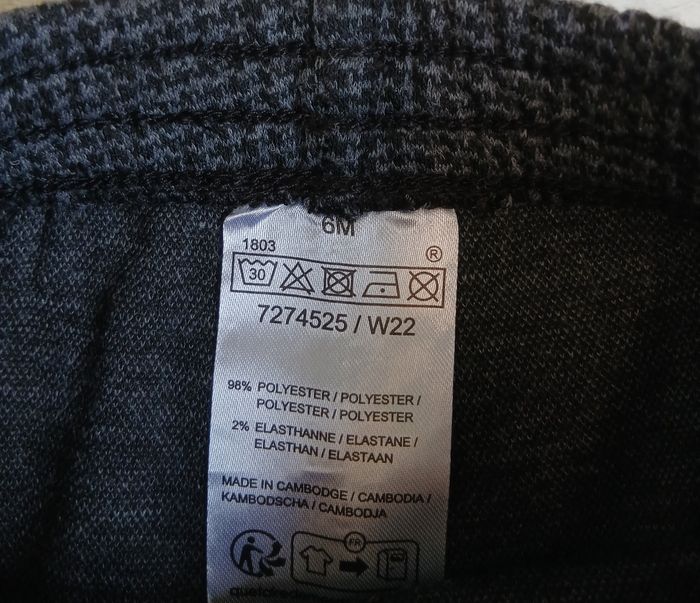 6M
1803
®
30
7274525 / W22
98% POLYESTER / POLYESTER /
POLYESTER / POLYESTER
2% ELASTHANNE / ELASTANE /
ELASTHAN / ELASTAAN
MADE IN CAMBODGE / CAMBODIA /
KAMBODSCHA / CAMBODJA
FR